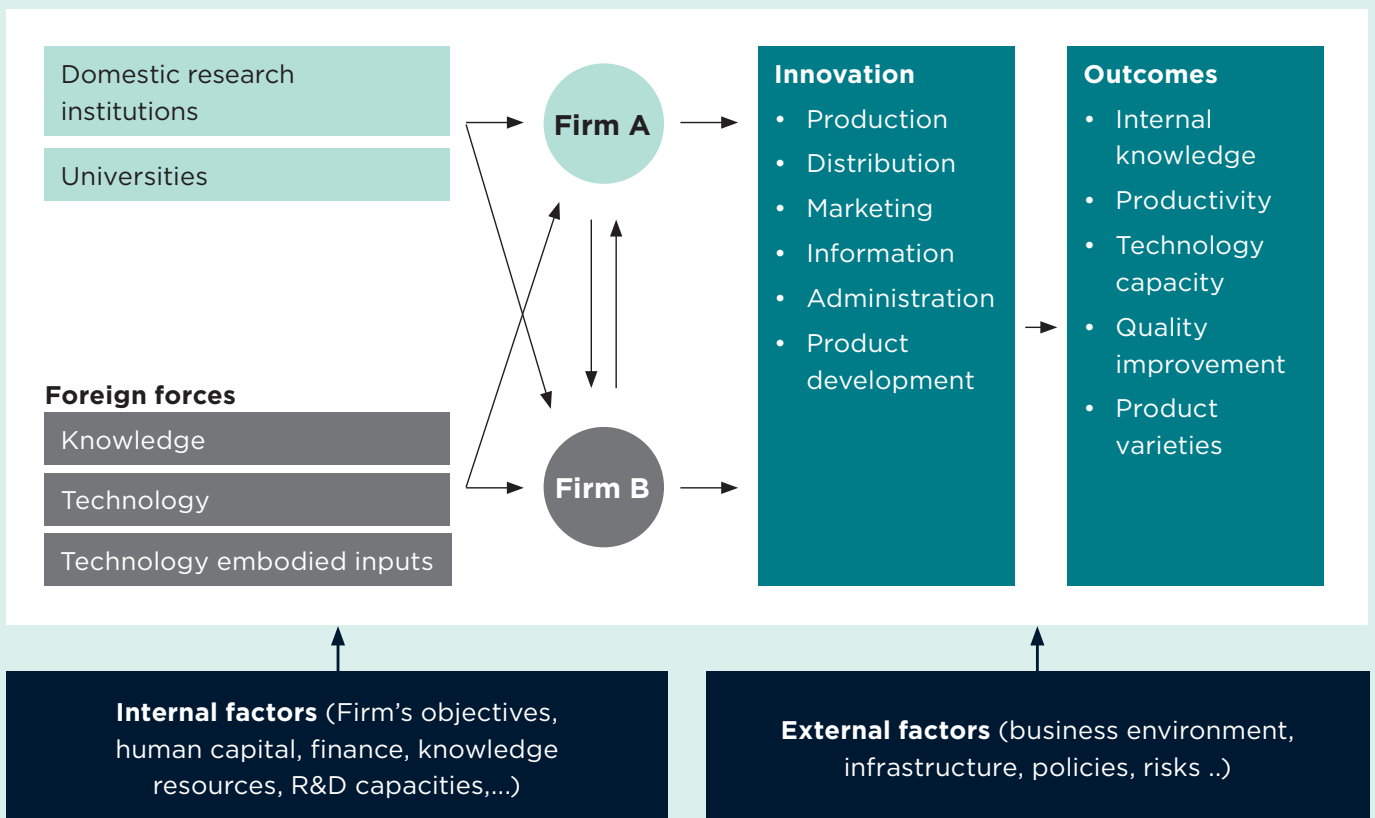 Domestic research
institutions
Universities
Foreign forces
Knowledge
Technology
Technology embodied inputs
Firm A
Firm B
Innovation
• Production
• Distribution
• Marketing
• Information
• Administration
• Product
development
Outcomes
• Internal
knowledge
• Productivity
• Technology
capacity
• Quality
improvement
• Product
varieties
Internal factors (Firm’s objectives,
human capital, finance, knowledge
resources, R&D capacities,...)
External factors (business environment,
infrastructure, policies, risks ..)